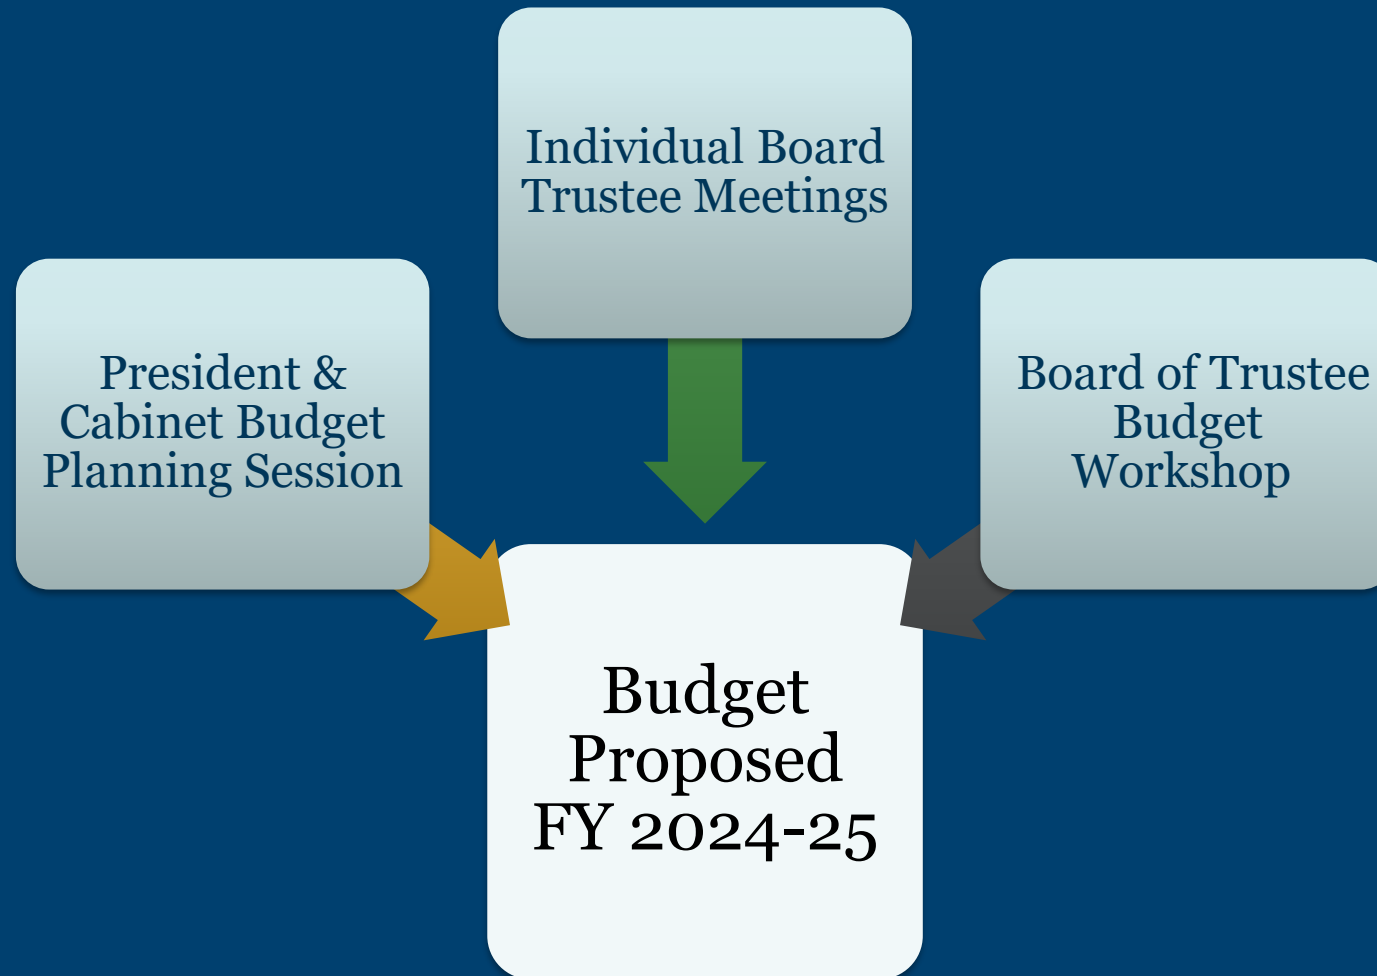 Individual Board
Trustee Meetings
President &
Cabinet Budget
Planning Session
Board of Trustee
Budget
Workshop
Budget
Proposed
FY 2024-25